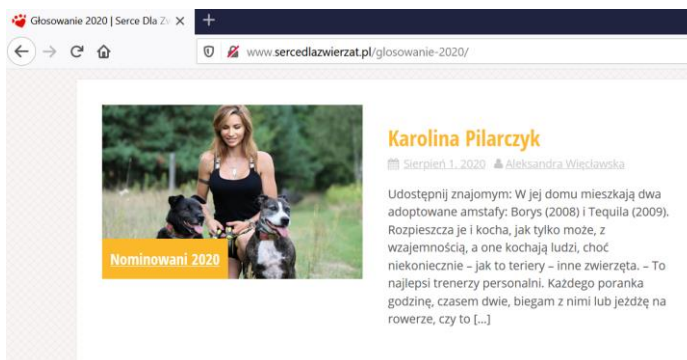 Głosowanie 2020 | Serce Dla Zw
www.sercedlazwierzat.pl/glosowanie-2020/
Karolina Pilarczyk
Sierpień 1, 2020 Aleksandra Więcławska
Udostępnij znajomym: W jej domu mieszkają dwa
adoptowane amstafy: Borys (2008) i Tequila (2009).
Rozpieszcza je i kocha, jak tylko może, z
wzajemnością, a one kochają ludzi, choć
niekoniecznie – jak to teriery – inne zwierzęta. – To
najlepsi trenerzy personalni. Każdego poranka
godzinę, czasem dwie, biegam z nimi lub jeżdżę na
rowerze, czy to [...]
Nominowani 2020